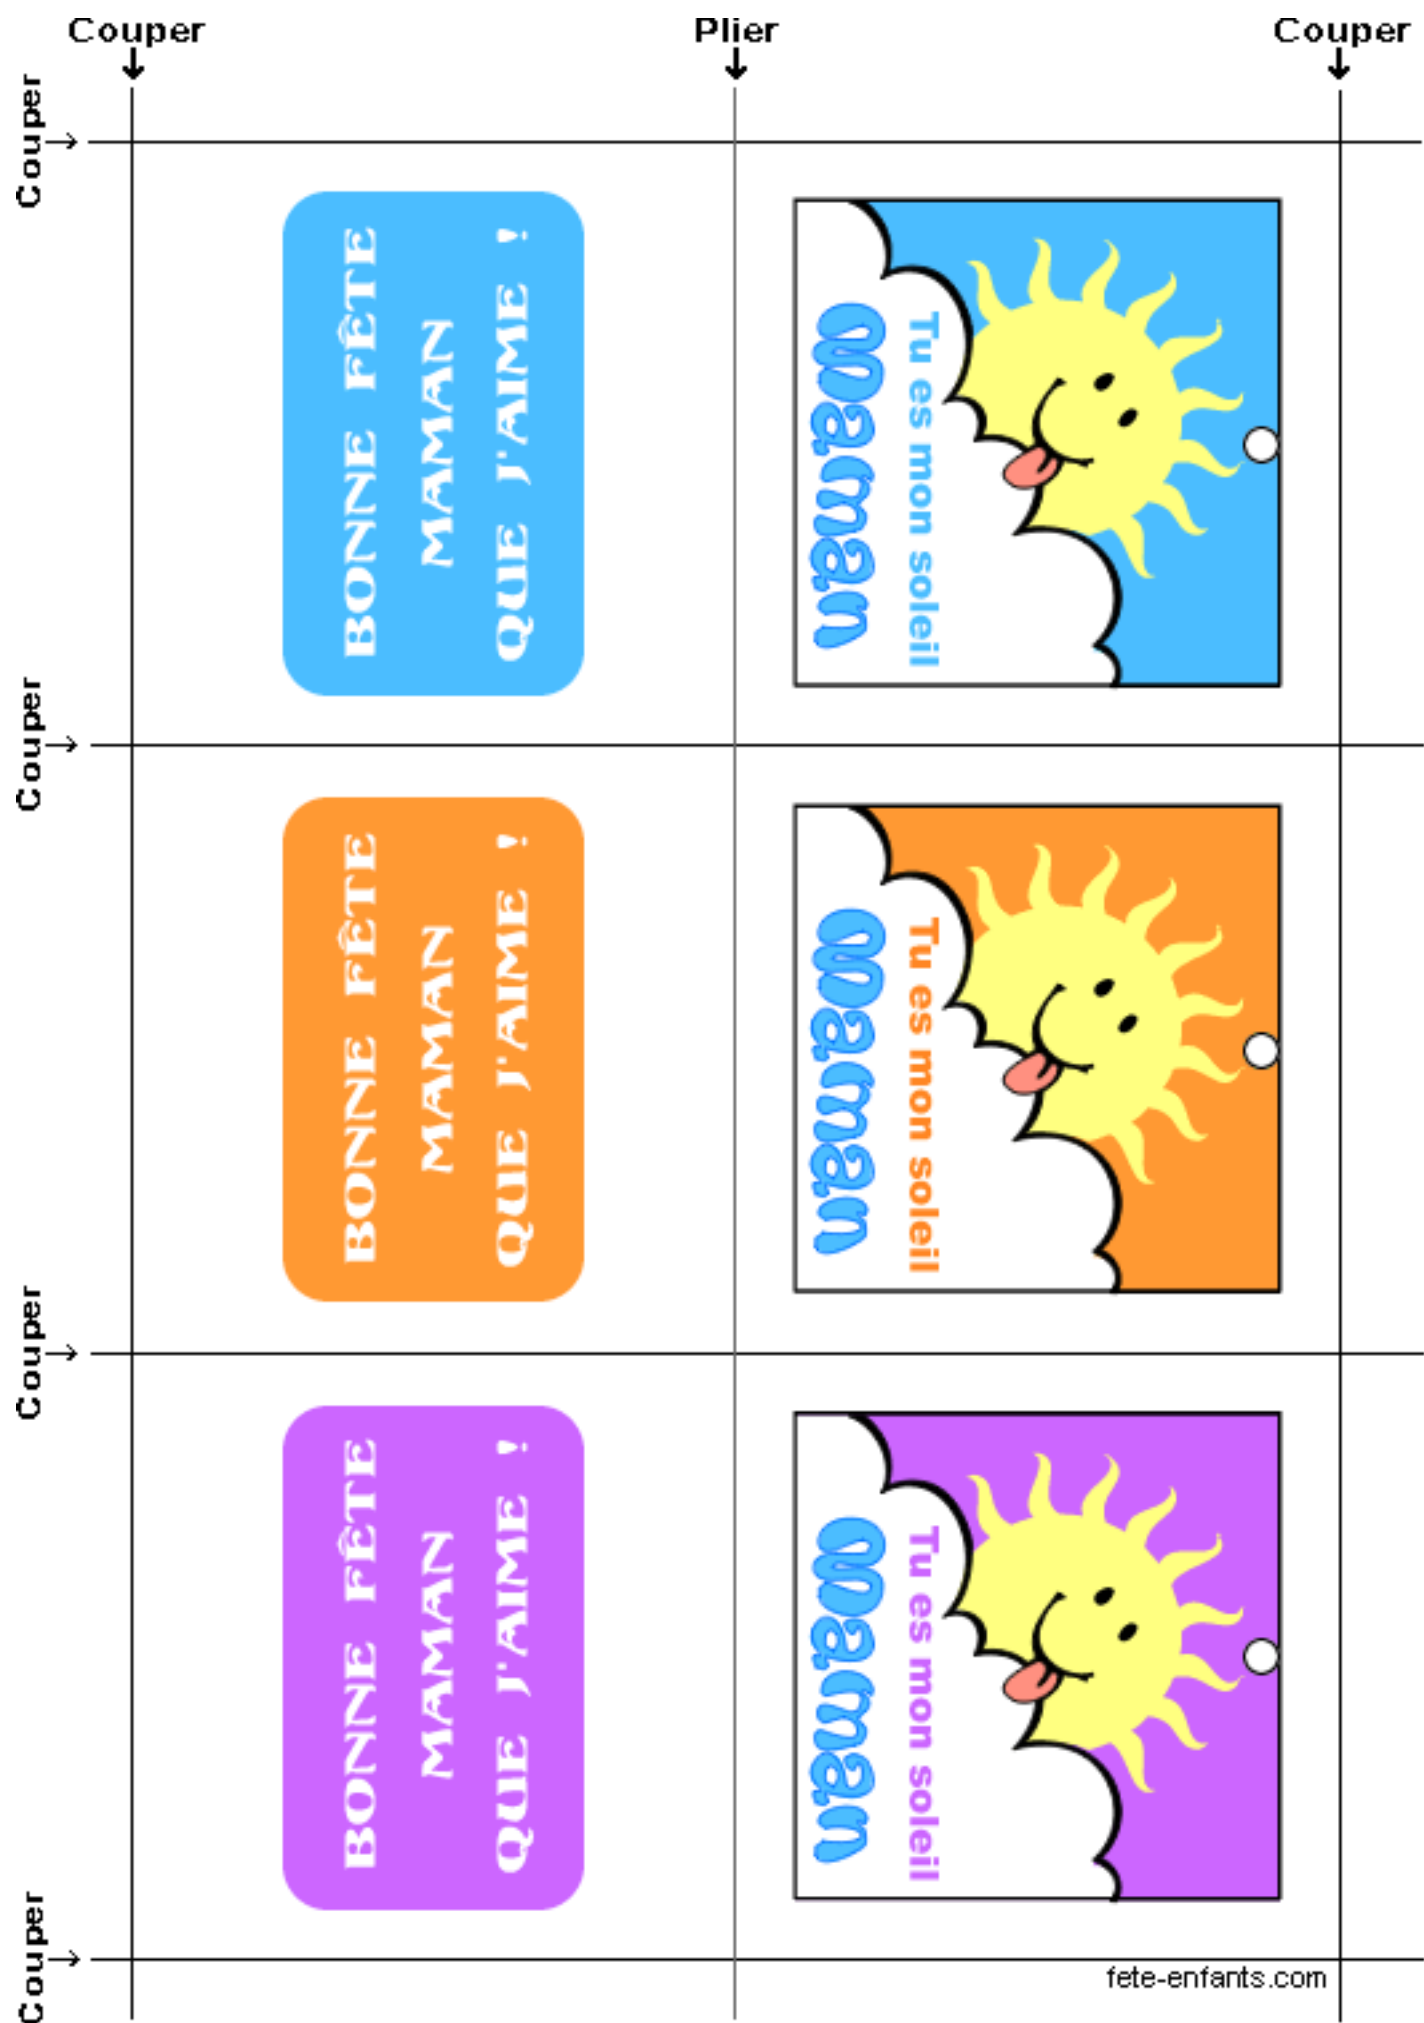 Couper
Plier
Couper
Couper
BONNE FÊTE
MAMAN
QUE J'AIME !
Tu es mon soleil
Maman
Couper
BONNE FÊTE
MAMAN
QUE J'AIME !
Tu es mon soleil
Maman
Couper
BONNE FÊTE
MAMAN
QUE J'AIME !
Tu es mon soleil
Maman
Couper
fete-enfants.com